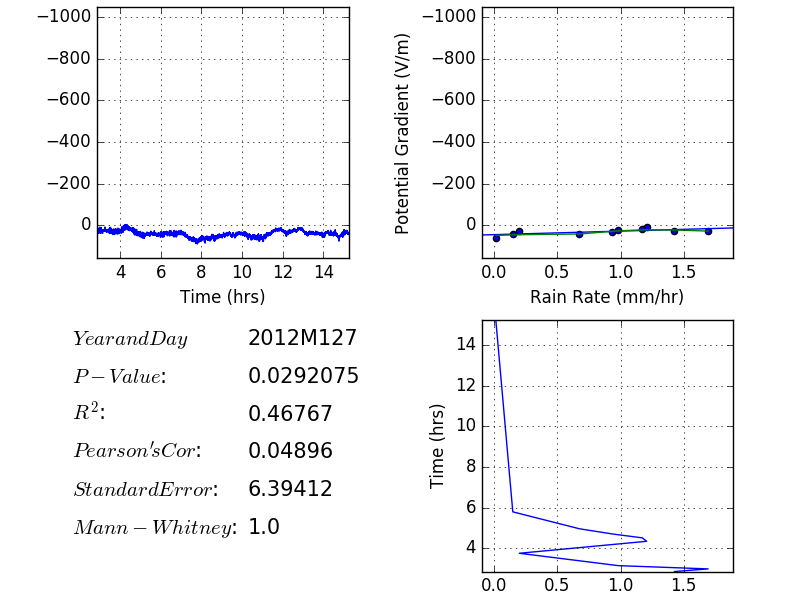 −1000
−800
−600
−400
−200
0
4 6 8 10 12 14
Time (hrs)
Potential Gradient (V/m)
−1000
−800
−600
−400
−200
0
0.0 0.5 1.0 1.5
Rain Rate (mm/hr)
YearandDay 2012M127
P−Value: 0.0292075
R²: 0.46767
Pearson'sCor: 0.04896
StandardError: 6.39412
Mann−Whitney: 1.0
Time (hrs)
14
12
10
8
6
4
0.0 0.5 1.0 1.5